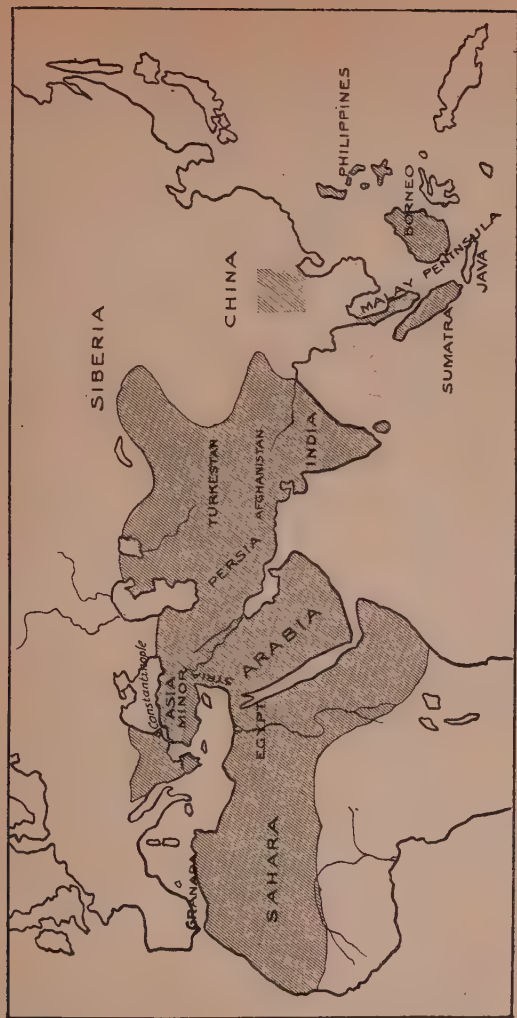 SIBERIA
CHINA
PHILIPPINES
TURKESTAN
Constantinople
ASIA
MINOR
PERSIA
AFGHANISTAN
INDIA
BORNEO
MALAY PENINSULA
JAVA
SUMATRA
ARABIA
EGYPT
GRANADA
SAHARA